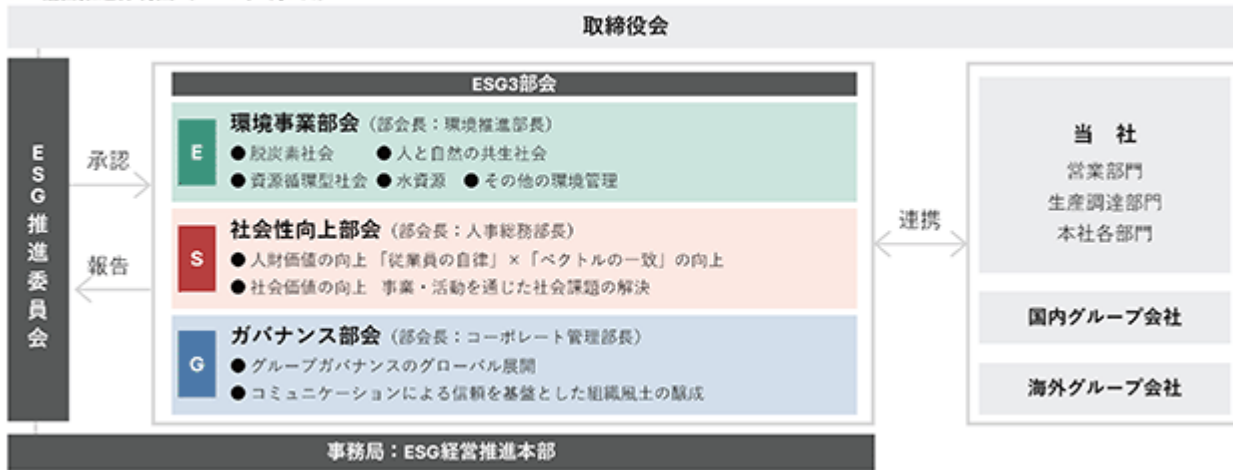 取締役会
ESG推進委員会
承認
報告
ESG3部会
E
環境事業部会（部会長：環境推進部長）
● 脱炭素社会 ● 人と自然の共生社会
● 資源循環型社会 ● 水資源 ● その他の環境管理
S
社会性向上部会（部会長：人事総務部長）
● 人財価値の向上 「従業員の自律」×「ベクトルの一致」の向上
● 社会価値の向上 事業・活動を通じた社会課題の解決
G
ガバナンス部会（部会長：コーポレート管理部長）
● グループガバナンスのグローバル展開
● コミュニケーションによる信頼を基盤とした組織風土の醸成
連携
当 社
営業部門
生産調達部門
本社各部門
国内グループ会社
海外グループ会社
事務局：ESG経営推進本部